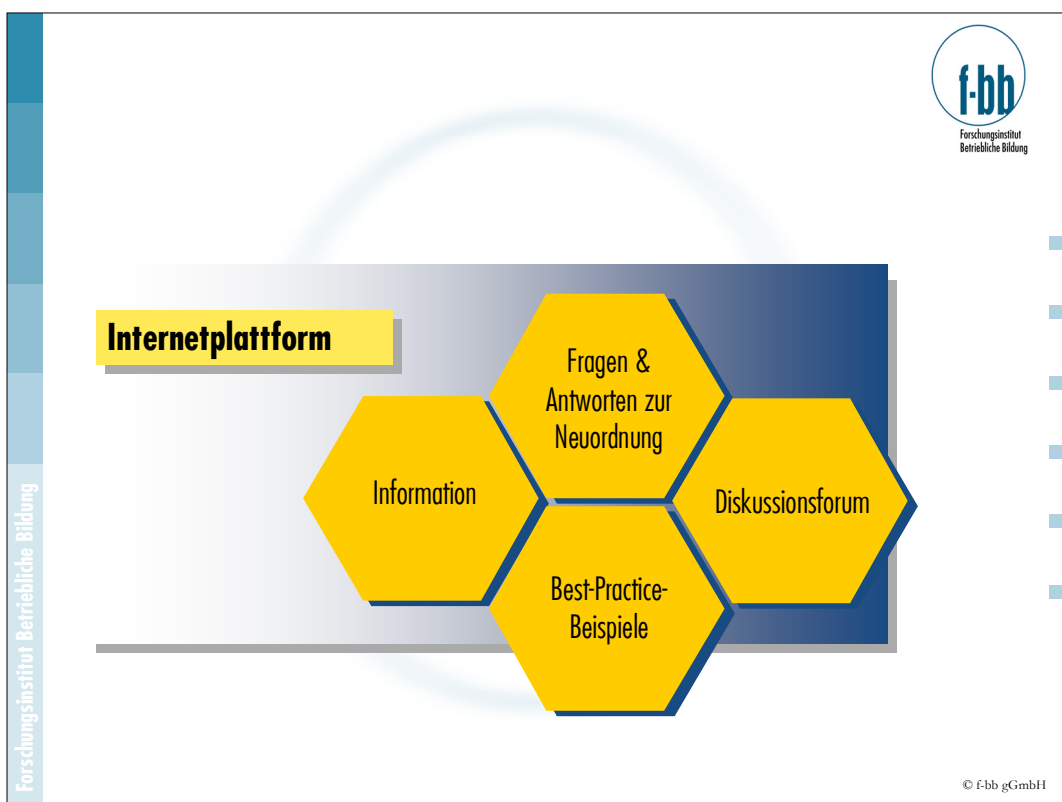 f-bb
Forschungsinstitut
Betriebliche Bildung
Internetplattform
Fragen &
Antworten zur
Neuordnung
Information
Diskussionsforum
Best-Practice-
Beispiele
Forschungsinstitut Betriebliche Bildung
© f-bb gGmbH